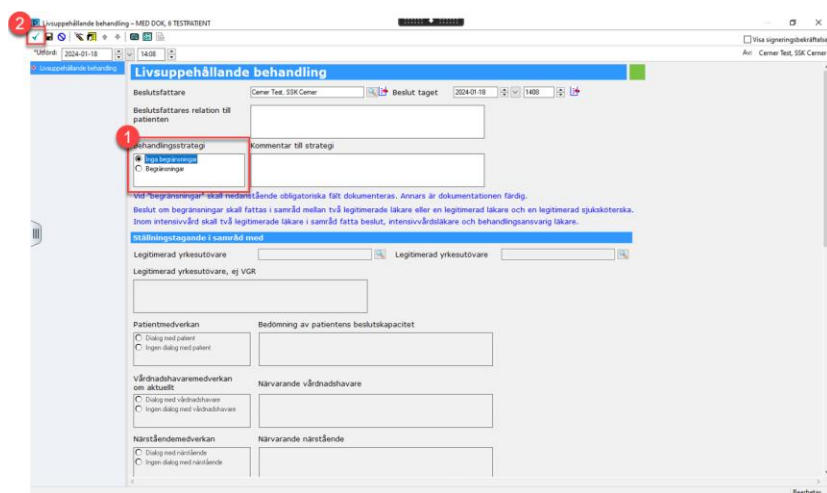 2
Livsuppehållande behandling - MED DOK, 6 TESTPATIENT
Visa signeringsbekräftelse
*Utförd: 2024-01-18 1408
Av: Cerner Test, SSK Cerner
Livsuppehållande behandling
Livsuppehållande behandling
Beslutsfattare Cerner Test, SSK Cerner Beslut taget 2024-01-18 1408
Beslutsfattares relation till
patienten
1
Behandlingsstrategi Kommentar till strategi
Inga begränsningar
Begränsningar
Vid "begränsningar" skall nedanstående obligatoriska fält dokumenteras. Annars är dokumentationen färdig.
Beslut om begränsningar skall fattas i samråd mellan två legitimerade läkare eller en legitimerad läkare och en legitimerad sjuksköterska.
Inom intensivvård skall två legitimerade läkare i samråd fatta beslut, intensivvårdsläkare och behandlingsansvarig läkare.
Ställningstagande i samråd med
Legitimerad yrkesutövare Legitimerad yrkesutövare
Legitimerad yrkesutövare, ej VGR
Patientmedverkan Bedömning av patientens beslutskapacitet
Dialog med patient
Ingen dialog med patient
Vårdnadshavaremedverkan
om aktuellt Närvarande vårdnadshavare
Dialog med vårdnadshavare
Ingen dialog med vårdnadshavare
Närståendemedverkan Närvarande närstående
Dialog med närstående
Ingen dialog med närstående
Bearbetar